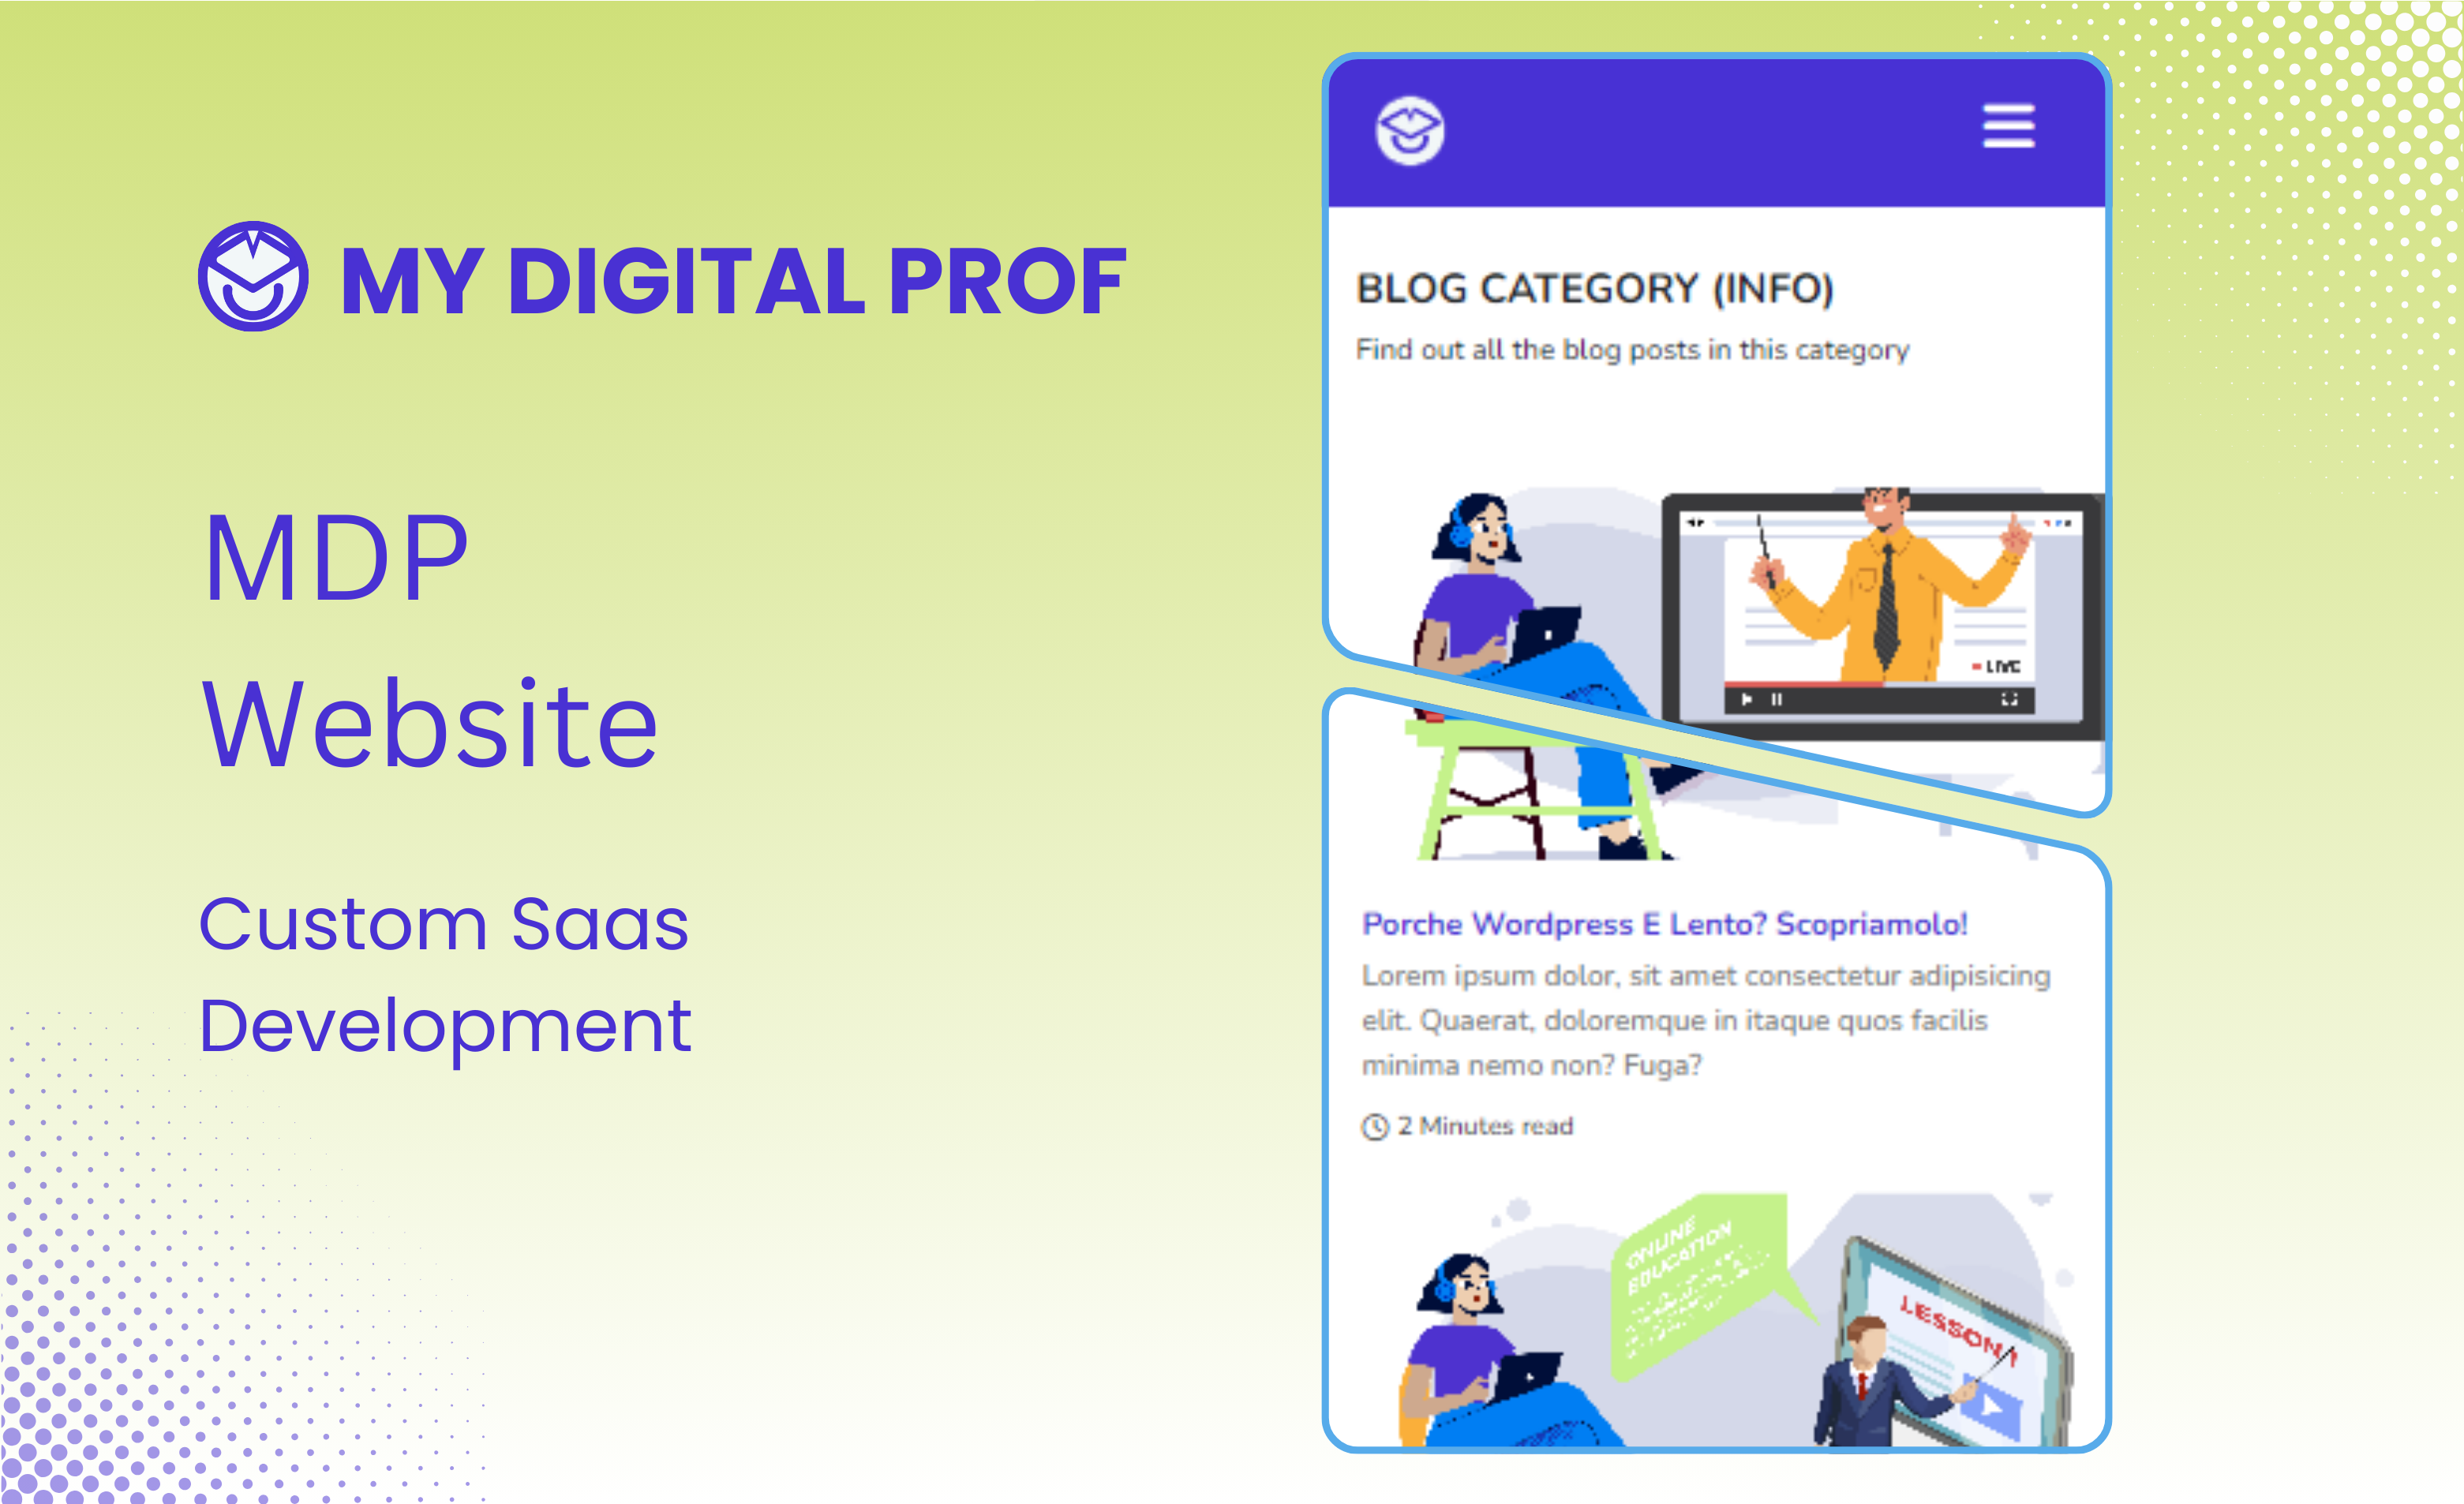 MY DIGITAL PROF
MDP
Website
Custom Saas
Development
BLOG CATEGORY (INFO)
Find out all the blog posts in this category
LIVE
Porche Wordpress E Lento? Scopriamolo!
Lorem ipsum dolor, sit amet consectetur adipisicing
elit. Quaerat, doloremque in itaque quos facilis
minima nemo non? Fuga?
2 Minutes read
ONLINE
EDUCATION
LESSON 1